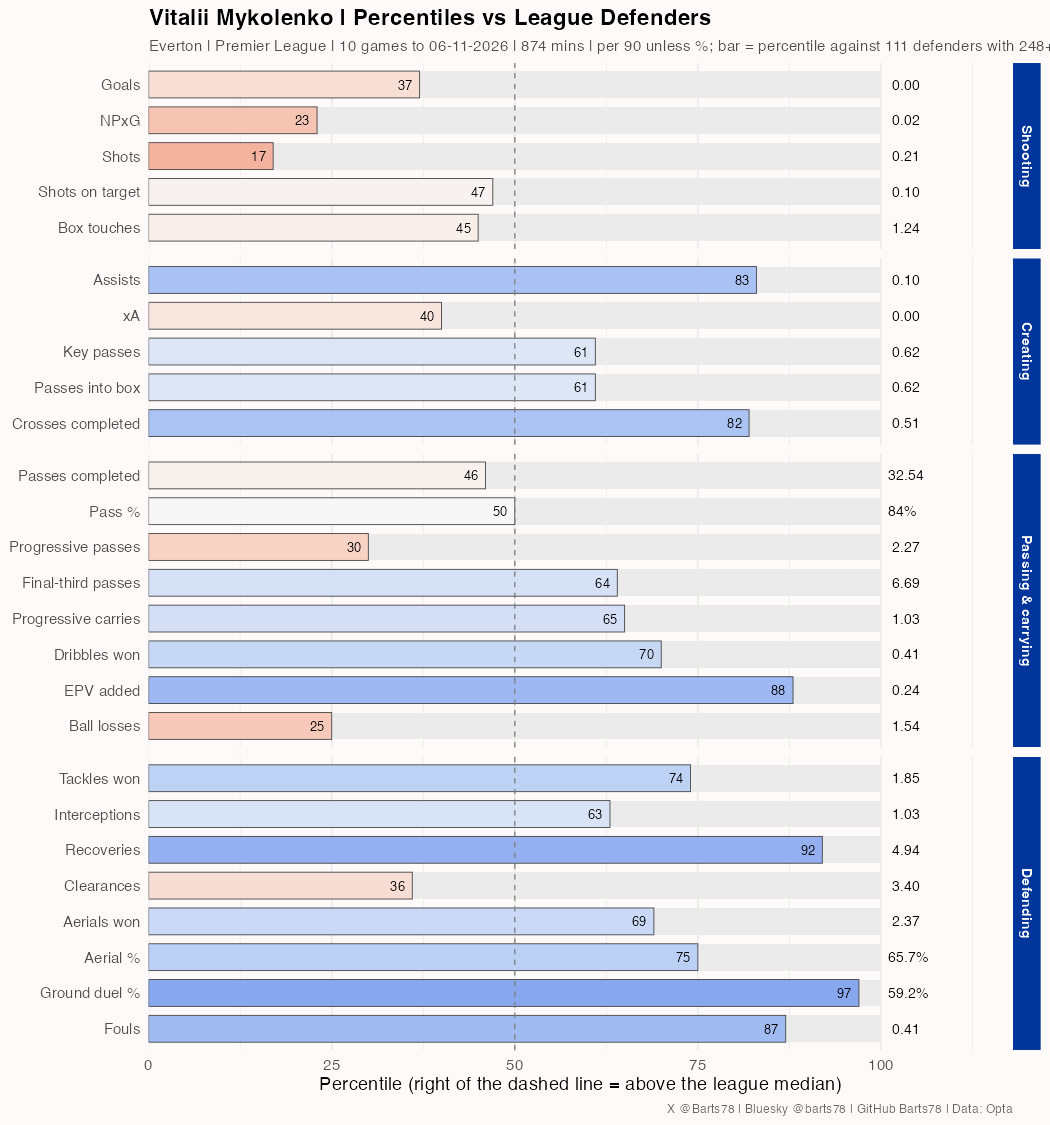 Vitalii Mykolenko | Percentiles vs League Defenders
Everton | Premier League | 10 games to 06-11-2026 | 874 mins | per 90 unless %; bar = percentile against 111 defenders with 248+
Goals 37 0.00
NPxG 23 0.02
Shots 17 0.21
Shots on target 47 0.10
Box touches 45 1.24
Shooting
Assists 83 0.10
xA 40 0.00
Key passes 61 0.62
Passes into box 61 0.62
Crosses completed 82 0.51
Creating
Passes completed 46 32.54
Pass % 50 84%
Progressive passes 30 2.27
Final-third passes 64 6.69
Progressive carries 65 1.03
Dribbles won 70 0.41
EPV added 88 0.24
Ball losses 25 1.54
Passing & carrying
Tackles won 74 1.85
Interceptions 63 1.03
Recoveries 92 4.94
Clearances 36 3.40
Aerials won 69 2.37
Aerial % 75 65.7%
Ground duel % 97 59.2%
Fouls 87 0.41
Defending
0 25 50 75 100
Percentile (right of the dashed line = above the league median)
X @Barts78 | Bluesky @barts78 | GitHub Barts78 | Data: Opta